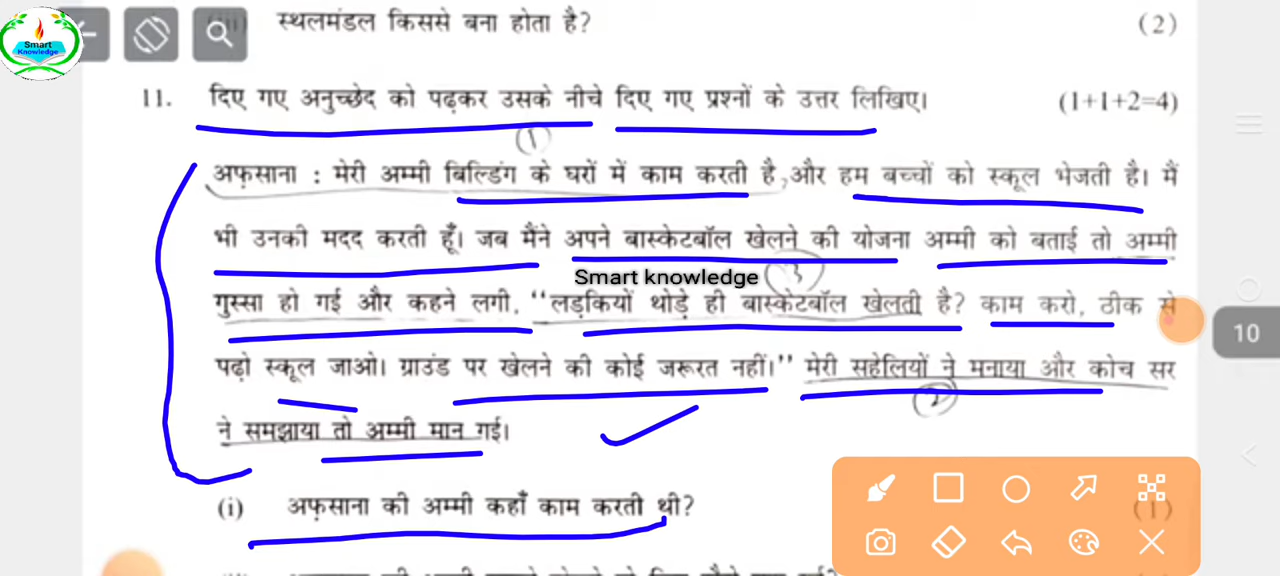 स्थलमंडल किससे बना होता है? (2)
Smart
Knowledge
11. दिए गए अनुच्छेद को पढ़कर उसके नीचे दिए गए प्रश्नों के उत्तर लिखिए। (1+1+2=4)
(1)
अफ़साना : मेरी अम्मी बिल्डिंग के घरों में काम करती है, और हम बच्चों को स्कूल भेजती है। मैं
भी उनकी मदद करती हूँ। जब मैंने अपने बास्केटबॉल खेलने की योजना अम्मी को बताई तो अम्मी
Smart knowledge
3
गुस्सा हो गई और कहने लगी, "लड़कियों थोड़े ही बास्केटबॉल खेलती है? काम करो, ठीक से
10
पढ़ो स्कूल जाओ। ग्राउंड पर खेलने की कोई जरूरत नहीं।" मेरी सहेलियों ने मनाया और कोच सर
2
ने समझाया तो अम्मी मान गई।
(i) अफ़साना की अम्मी कहाँ काम करती थी? (1)